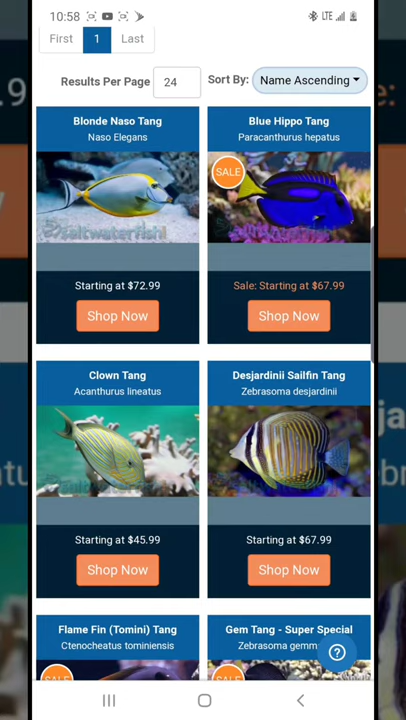 10:58
LTE
First 1 Last
Results Per Page 24 Sort By: Name Ascending
Blonde Naso Tang
Naso Elegans
Starting at $72.99
Shop Now
Blue Hippo Tang
Paracanthurus hepatus
SALE
Sale: Starting at $67.99
Shop Now
Clown Tang
Acanthurus lineatus
Starting at $45.99
Shop Now
Desjardinii Sailfin Tang
Zebrasoma desjardinii
Starting at $67.99
Shop Now
Flame Fin (Tomini) Tang
Ctenocheatus tominiensis
SALE
Gem Tang - Super Special
Zebrasoma gemm
SALE
?